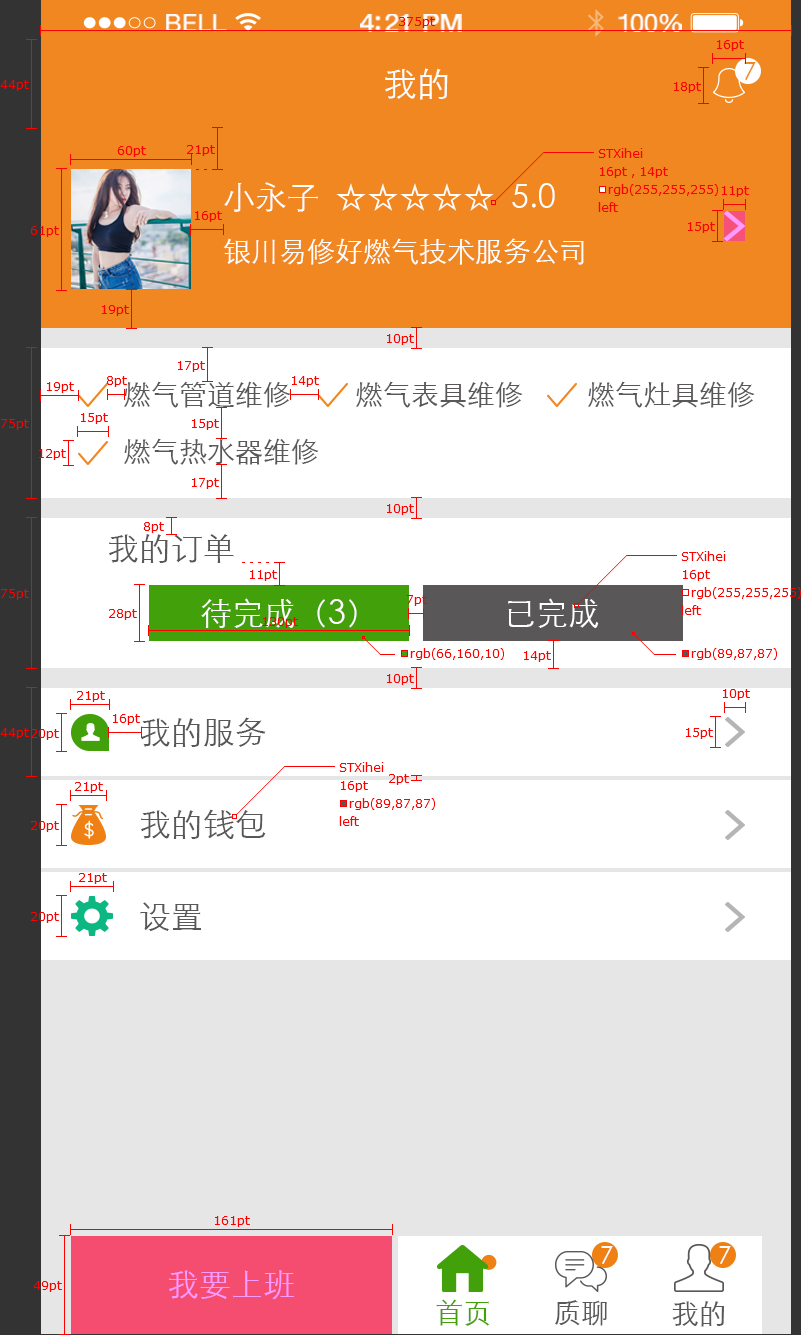 BELL 4:21 PM 100%
375pt
44pt
我的
16pt
7
18pt
60pt
21pt
STXihei
16pt , 14pt
rgb(255,255,255)
left
11pt
15pt
61pt
16pt
小永子 ☆☆☆☆☆ 5.0
银川易修好燃气技术服务公司
19pt
10pt
17pt
75pt
19pt
8pt
14pt
燃气管道维修 燃气表具维修 燃气灶具维修
15pt
15pt
12pt
燃气热水器维修
17pt
10pt
8pt
我的订单
75pt
11pt
STXihei
16pt
rgb(255,255,255)
left
28pt
待完成（3）
130pt
7pt
已完成
rgb(66,160,10)
14pt
rgb(89,87,87)
10pt
21pt
10pt
44pt
20pt
16pt
我的服务
15pt
STXihei
16pt
rgb(89,87,87)
left
2pt
21pt
20pt
我的钱包
21pt
20pt
设置
161pt
49pt
我要上班
首页
7
质聊
7
我的